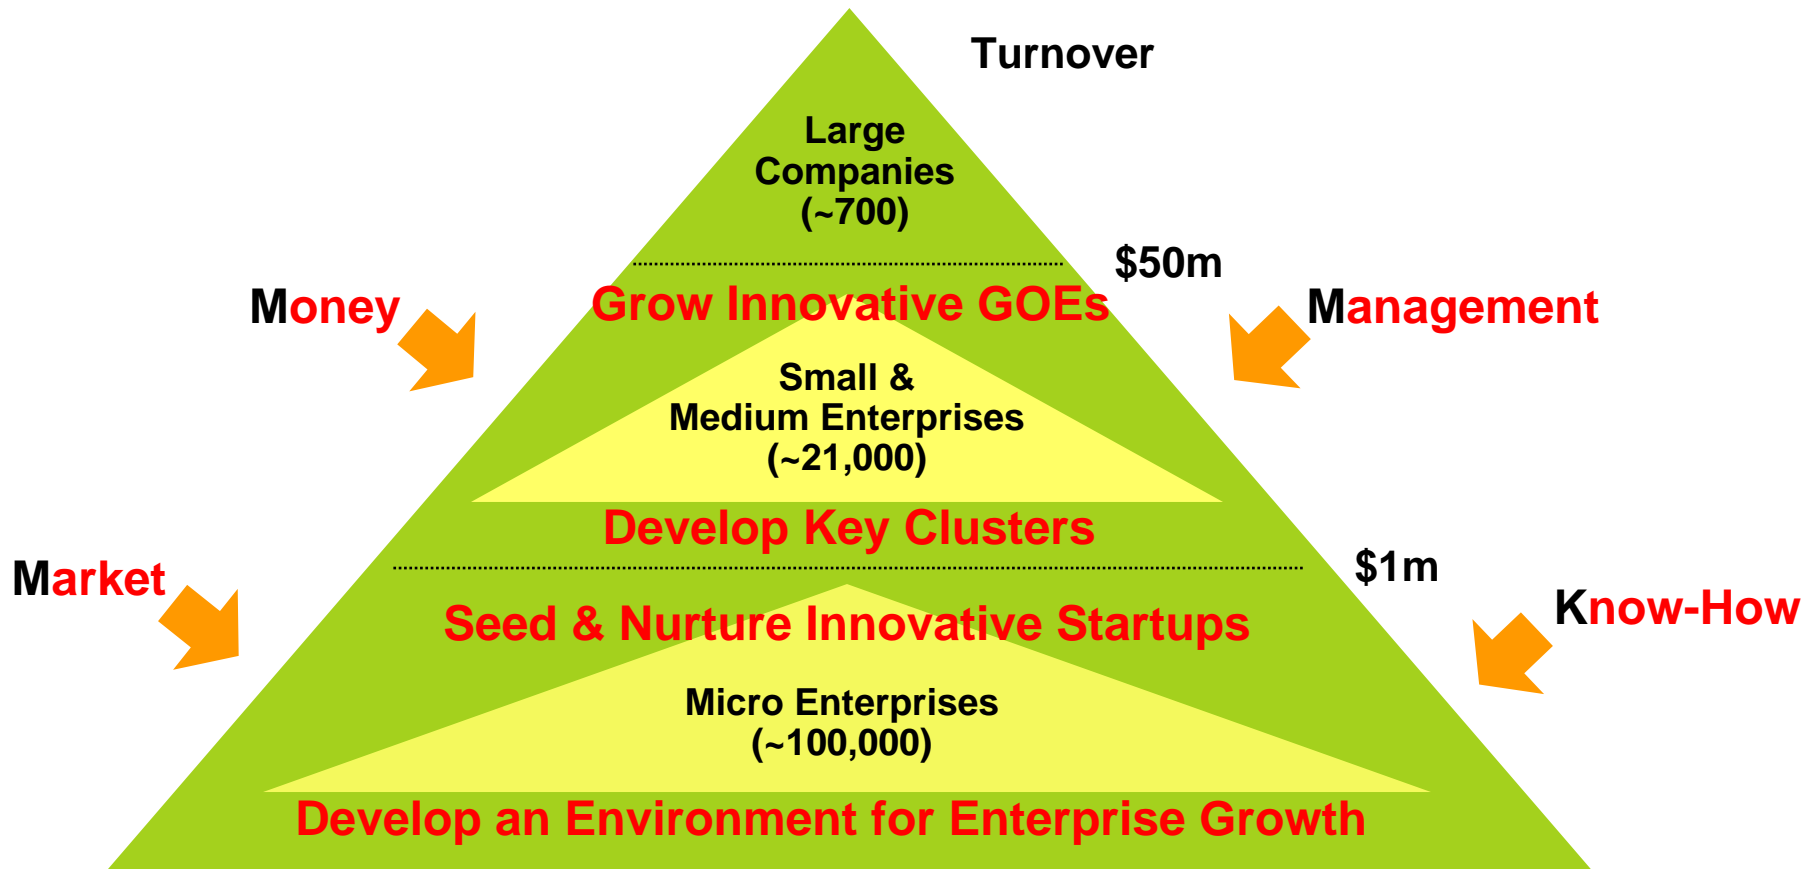 Turnover
Large
Companies
(~700)
$50m
Money
Grow Innovative GOEs
Management
Small &
Medium Enterprises
(~21,000)
Develop Key Clusters
$1m
Market
Seed & Nurture Innovative Startups
Know-How
Micro Enterprises
(~100,000)
Develop an Environment for Enterprise Growth